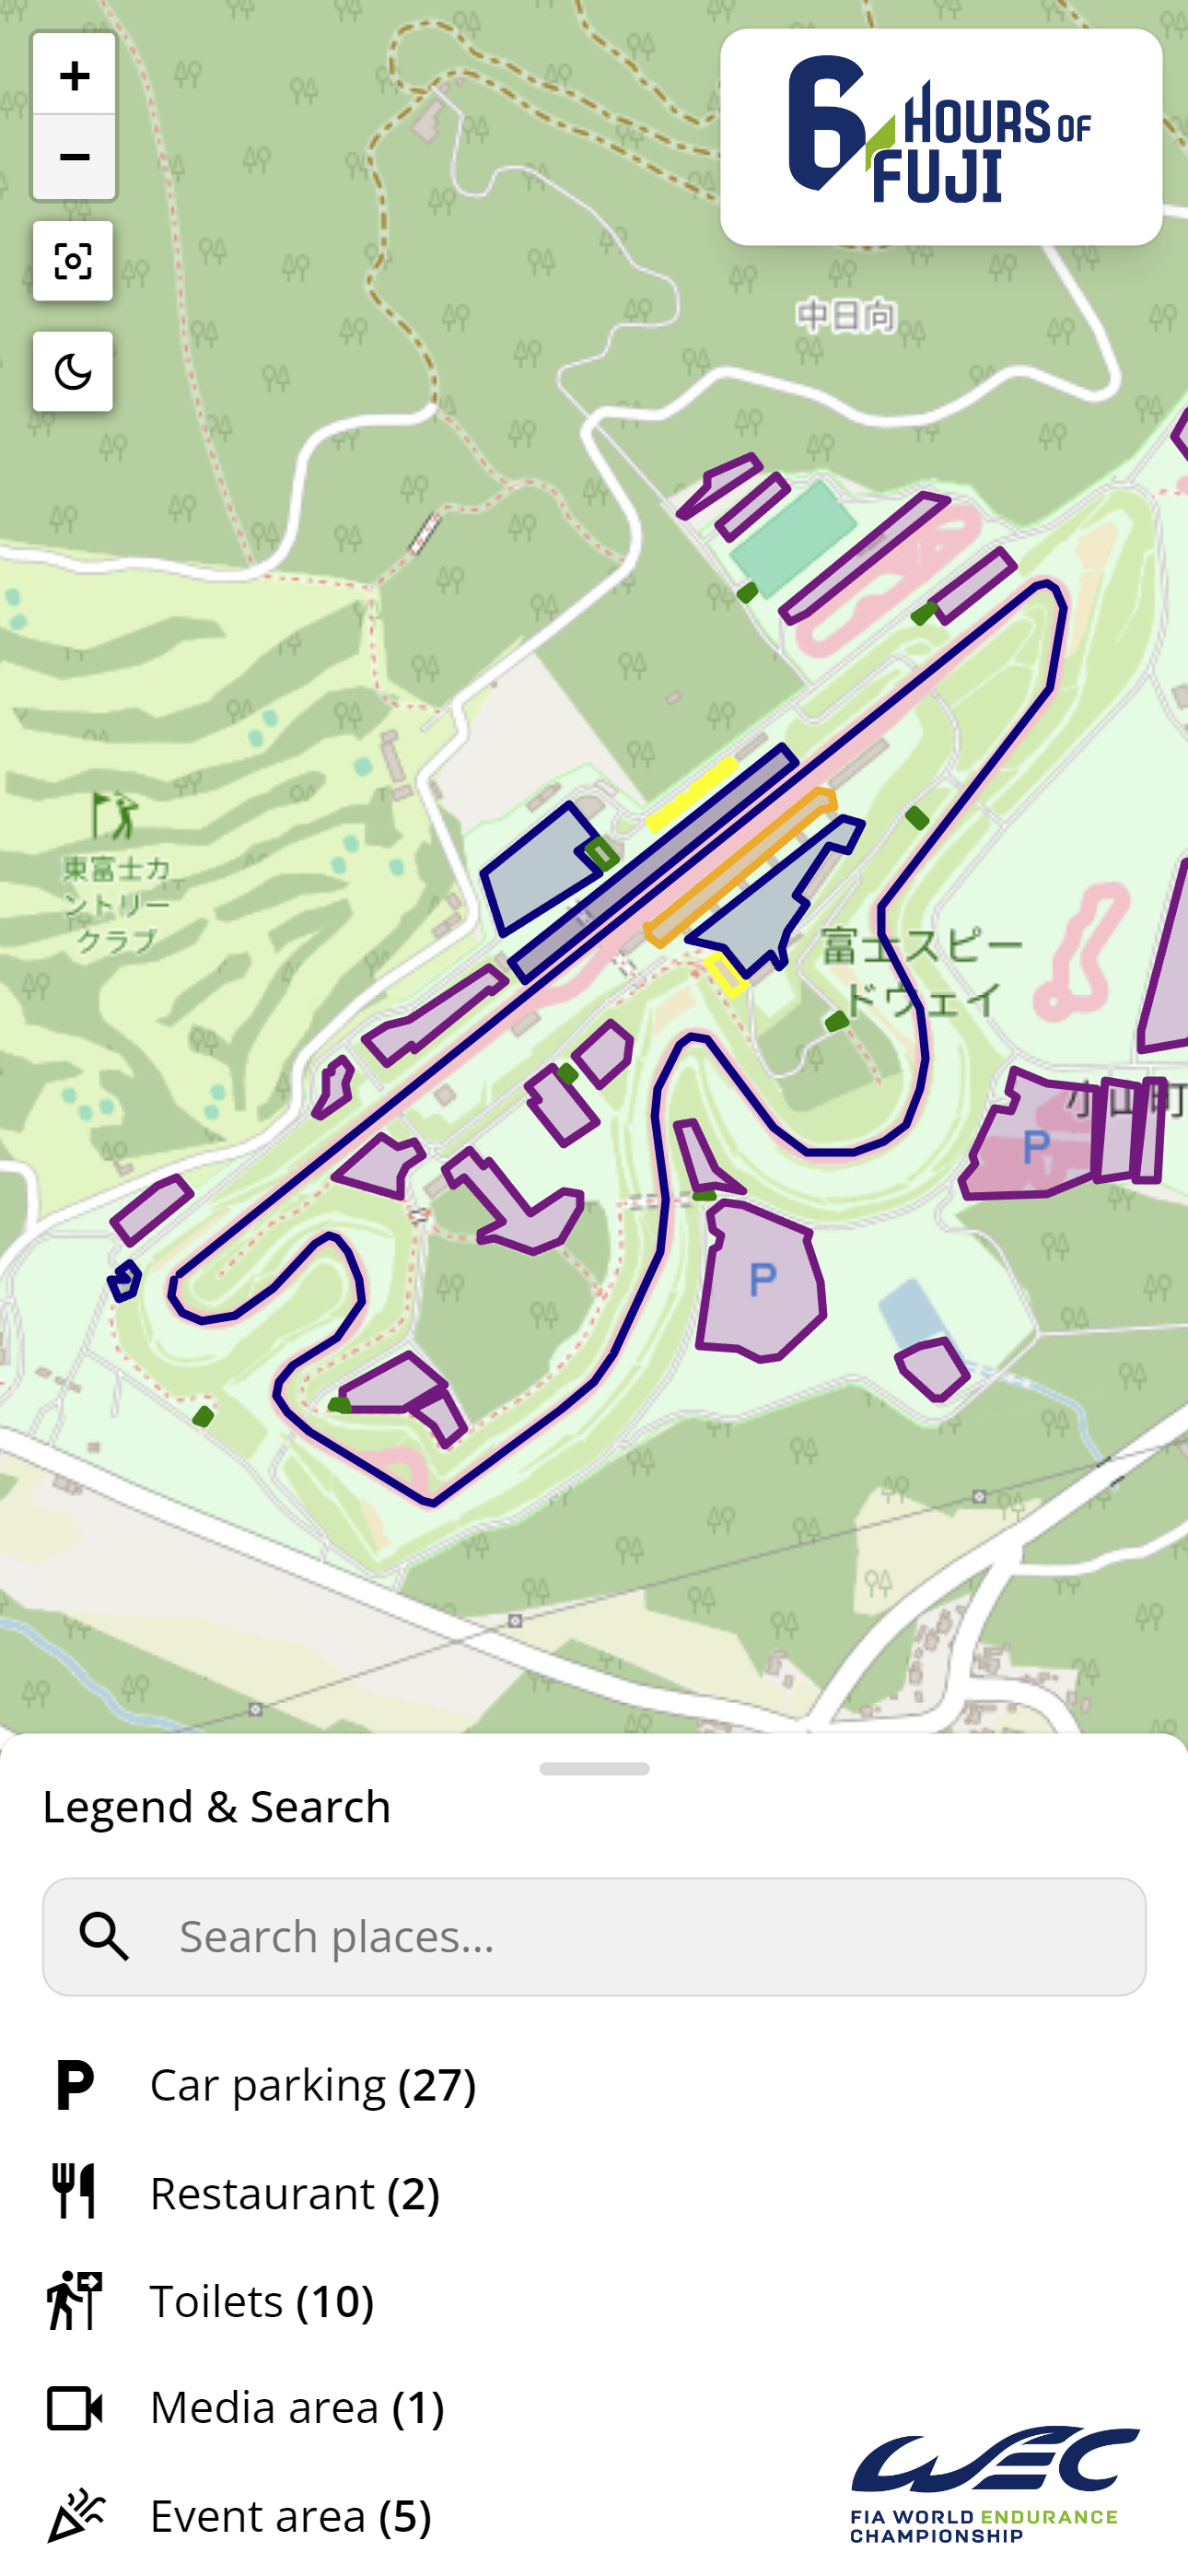 +
−
6 HOURS OF
FUJI
中日向
東富士カ
ントリー
クラブ
富士スピー
ドウェイ
小山町
P
P
Legend & Search
Search places...
P Car parking (27)
Restaurant (2)
Toilets (10)
Media area (1)
Event area (5)
WEC
FIA WORLD ENDURANCE
CHAMPIONSHIP